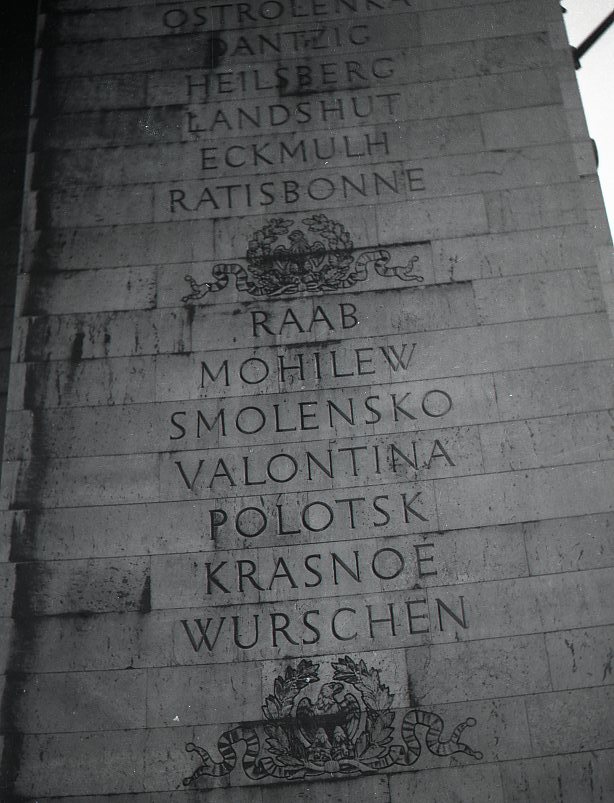 OSTROLENKA
DANTZIG
HEILSBERG
LANDSHUT
ECKMULH
RATISBONNE
RAAB
MOHILEW
SMOLENSKO
VALONTINA
POLOTSK
KRASNOE
WURSCHEN